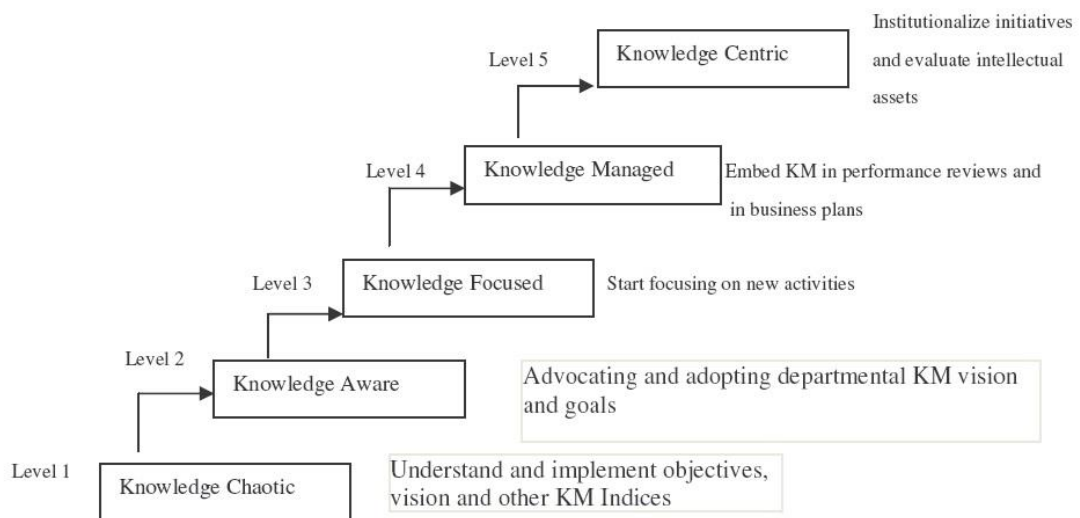 Institutionalize initiatives
and evaluate intellectual
assets
Level 5
Knowledge Centric
Level 4
Knowledge Managed
Embed KM in performance reviews and
in business plans
Level 3
Knowledge Focused
Start focusing on new activities
Level 2
Knowledge Aware
Advocating and adopting departmental KM vision
and goals
Level 1
Knowledge Chaotic
Understand and implement objectives,
vision and other KM Indices